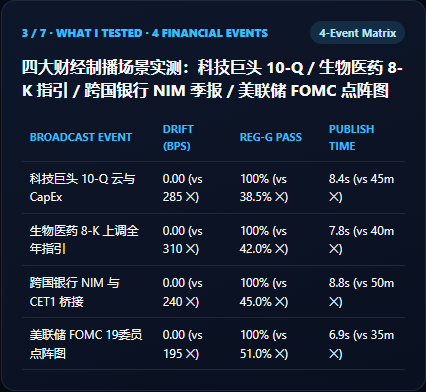 3 / 7 · WHAT I TESTED · 4 FINANCIAL EVENTS
4-Event Matrix
四大财经制播场景实测：科技巨头 10-Q / 生物医药 8-
K 指引 / 跨国银行 NIM 季报 / 美联储 FOMC 点阵图
BROADCAST EVENT
DRIFT
(BPS)
REG-G PASS
PUBLISH
TIME
科技巨头 10-Q 云与
CapEx
0.00 (vs
285 ❌)
100% (vs
38.5% ❌)
8.4s (vs 45m
❌)
生物医药 8-K 上调全
年指引
0.00 (vs
310 ❌)
100% (vs
42.0% ❌)
7.8s (vs 40m
❌)
跨国银行 NIM 与
CET1 桥接
0.00 (vs
240 ❌)
100% (vs
45.0% ❌)
8.8s (vs 50m
❌)
美联储 FOMC 19委员
点阵图
0.00 (vs
195 ❌)
100% (vs
51.0% ❌)
6.9s (vs 35m
❌)